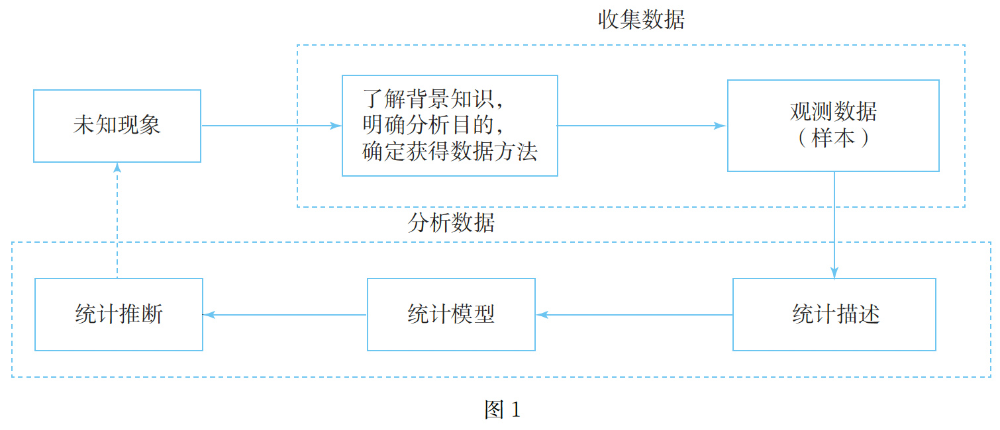 收集数据
未知现象
了解背景知识，
明确分析目的，
确定获得数据方法
观测数据
（样本）
分析数据
统计推断
统计模型
统计描述
图 1